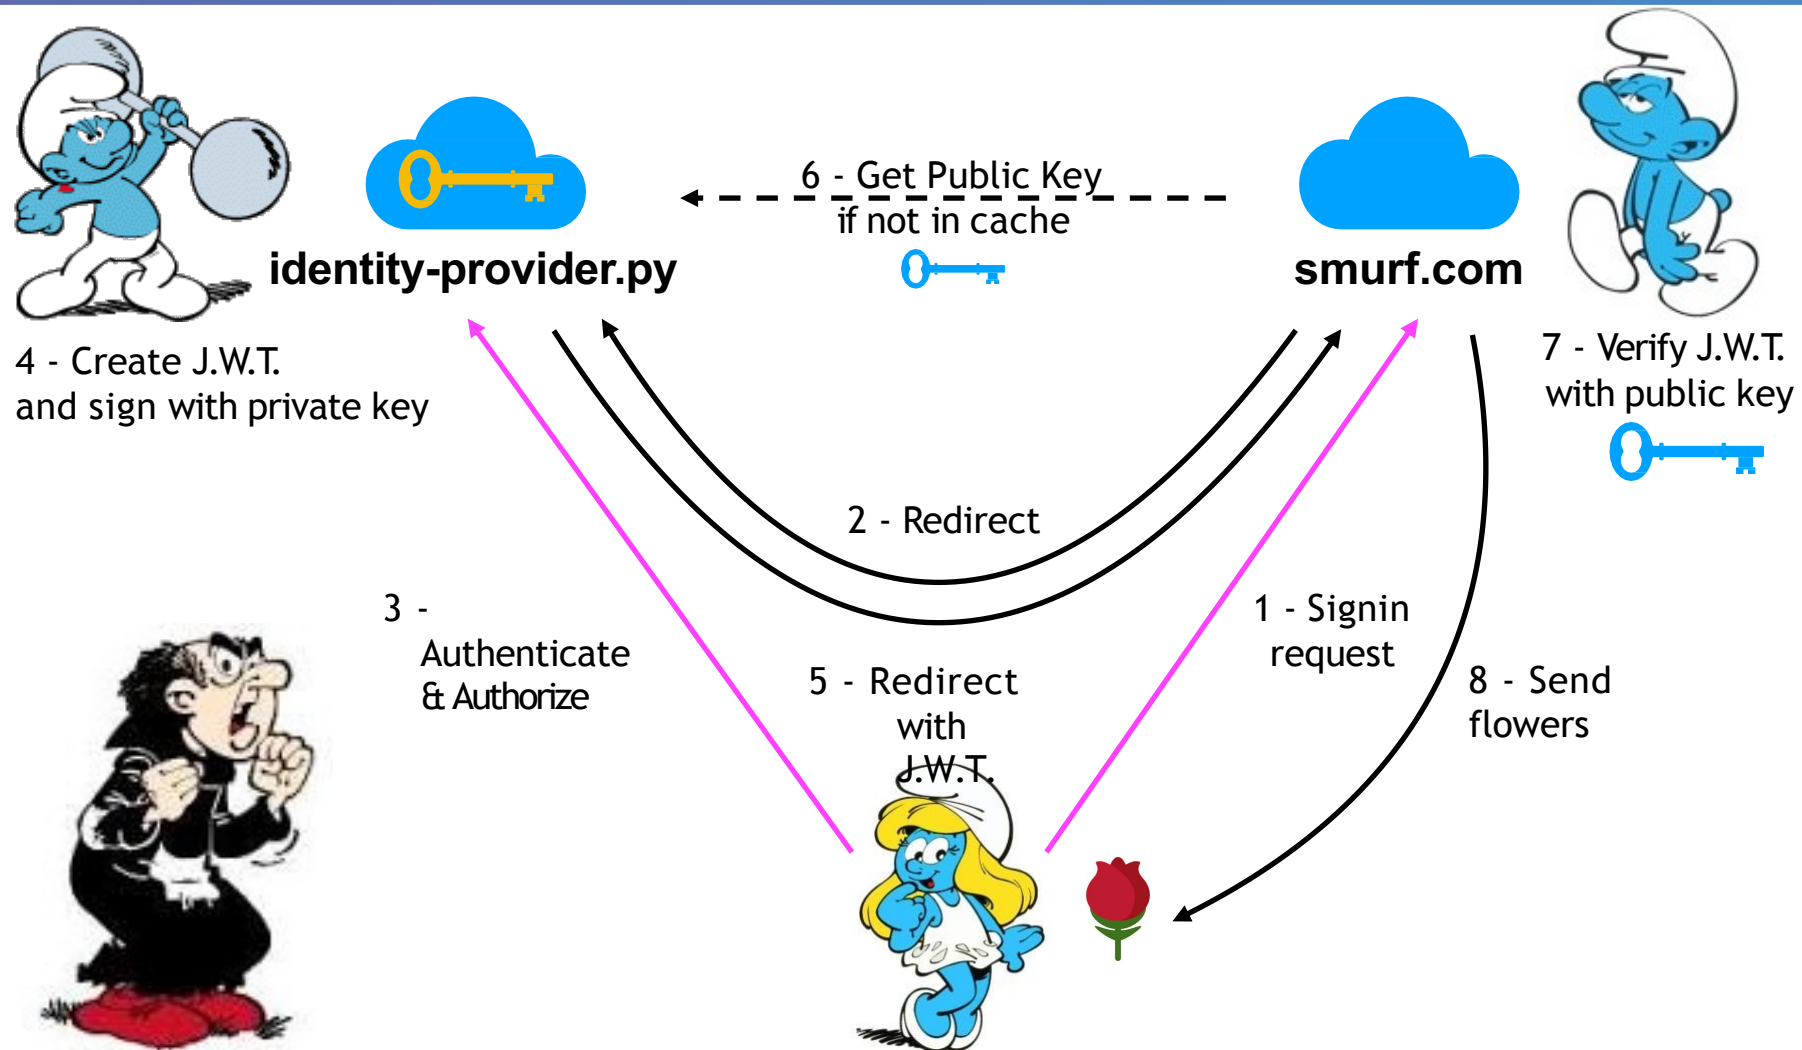 6 - Get Public Key
if not in cache
identity-provider.py
smurf.com
4 - Create J.W.T.
and sign with private key
7 - Verify J.W.T.
with public key
2 - Redirect
3 -
Authenticate
& Authorize
1 - Signin
request
5 - Redirect
with
J.W.T.
8 - Send
flowers